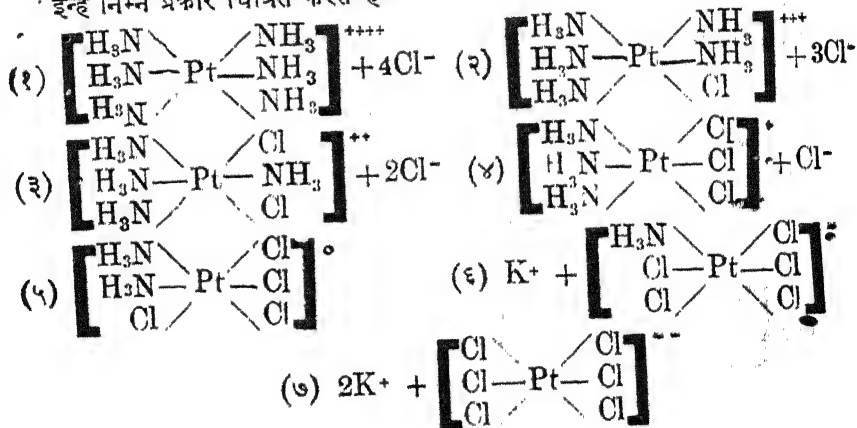 इन्हें निम्न प्रकार चित्रित करते हैं
(१) [H₃N H₃N H₃N Pt NH₃ NH₃ NH₃]⁺⁺⁺⁺ + 4Cl⁻ (२) [H₃N H₃N H₃N Pt NH₃ NH₃ Cl]⁺⁺⁺ + 3Cl⁻
(३) [H₃N H₃N H₃N Pt Cl NH₃ Cl]⁺⁺ + 2Cl⁻ (४) [H₃N H₃N H₃N Pt Cl Cl Cl]⁺ + Cl⁻
(५) [H₃N H₃N Cl Pt Cl Cl Cl]° (६) K⁺ + [H₃N Cl Cl Pt Cl Cl Cl]⁻
(७) 2K⁺ + [Cl Cl Cl Pt Cl Cl Cl]⁻⁻